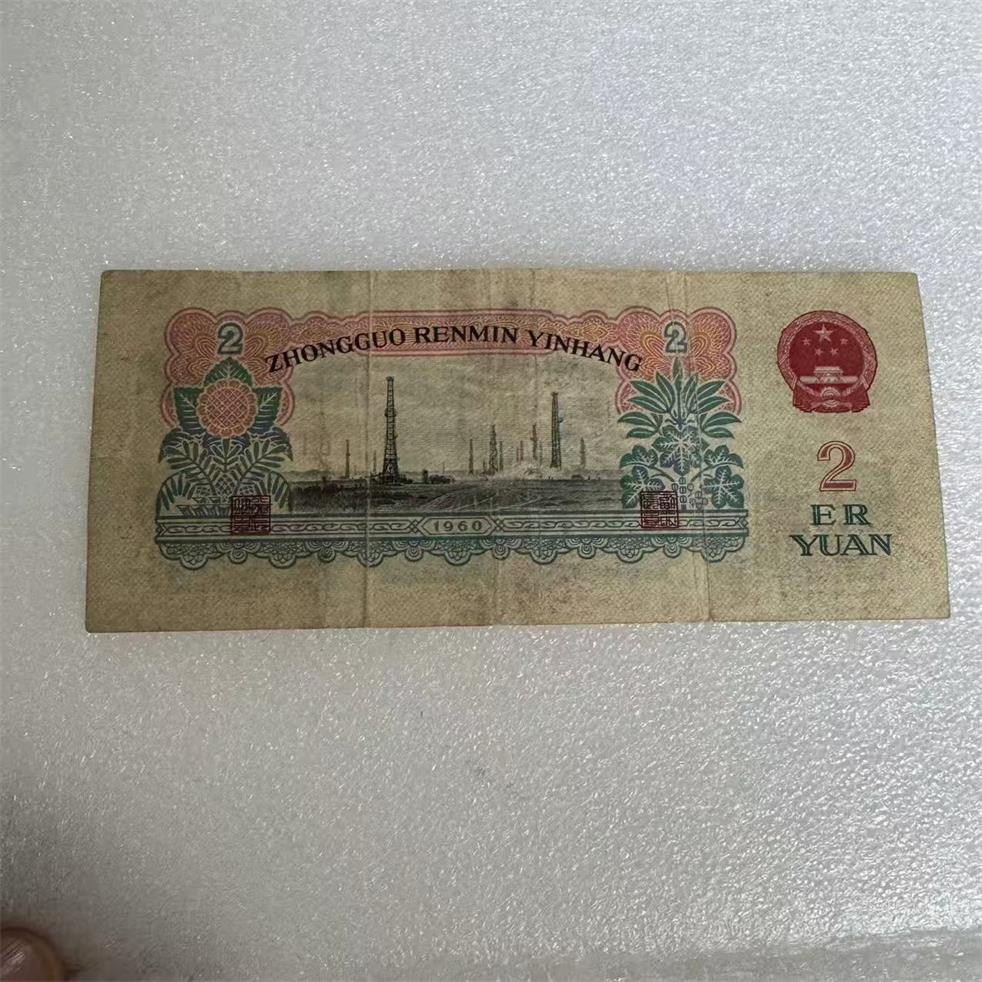 2
2
ZHONGGUO RENMIN YINHANG
1960
2
ER
YUAN